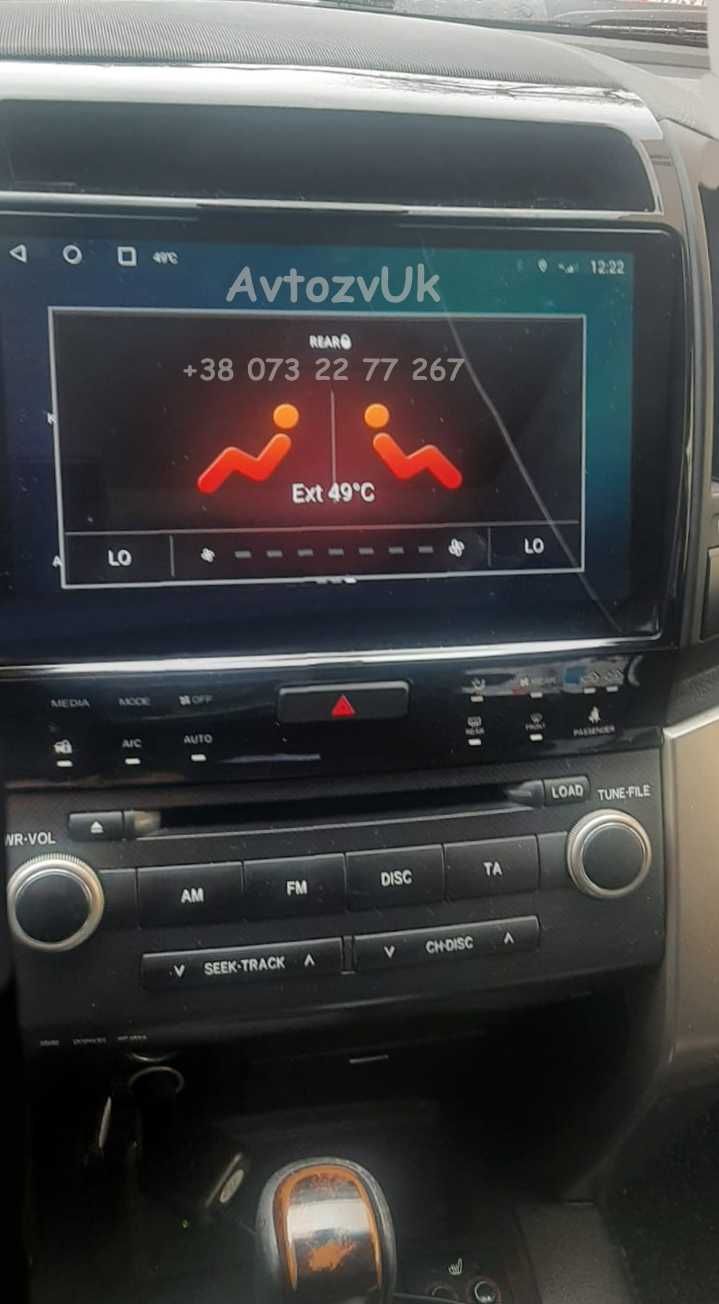 49°C
12:22
AvtozvUk
REAR
+38 073 22 77 267
Ext 49°C
LO
LO
MEDIA
MODE
OFF
REAR
A/C
AUTO
REAR
FRONT
PASSENGER
LOAD
TUNE·FILE
WR·VOL
AM
FM
DISC
TA
SEEK·TRACK
CH·DISC